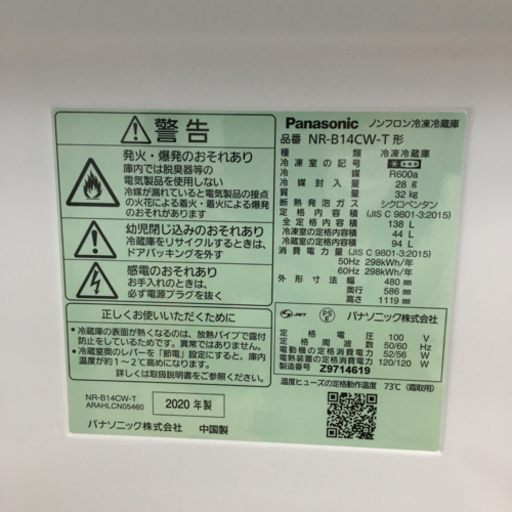 警告
発火・爆発のおそれあり
庫内では脱臭器等の
電気製品を使用しない
冷媒が漏れていると電気製品の接点
の火花による着火・着火による爆発
のおそれあり
幼児閉じ込めのおそれあり
冷蔵庫をリサイクルするときは、
ドアパッキングを外す
感電のおそれあり
お手入れのときは、
必ず電源プラグを抜く
正しくお使いいただくために
•冷蔵庫の表面が熱くなるのは、放熱パイプで露付
防止をしているためです。異常ではありません。
•冷蔵室奥のレバーを「節電」設定にすると、庫内
温度が約1~2℃高めになります。
詳しくは取扱説明書をご覧ください。
NR-B14CW-T
ARAHLCN05460
2020年製
パナソニック株式会社 中国製
Panasonic ノンフロン冷凍冷蔵庫
品番 NR-B14CW-T形
種類 冷凍冷蔵庫
冷凍室の記号
冷媒 R600a
冷媒封入量 28 g
質量 32 kg
断熱発泡ガス シクロペンタン
定格内容積 (JIS C 9801-3:2015)
全定格内容積 138 L
冷凍室の定格内容積 44 L
冷蔵室の定格内容積 94 L
消費電力量 (JIS C 9801-3:2015)
50Hz 298kWh/年
60Hz 298kWh/年
外形寸法 幅 480 mm
奥行 586 mm
高さ 1119 mm
JET PS E パナソニック株式会社
定格電圧 100 V
定格周波数 50/60 Hz
電動機の定格消費電力 52/56 W
電熱装置の定格消費電力 120/120 W
製造番号 Z9714619
温度ヒューズの定格動作温度 73℃ (霜取用)